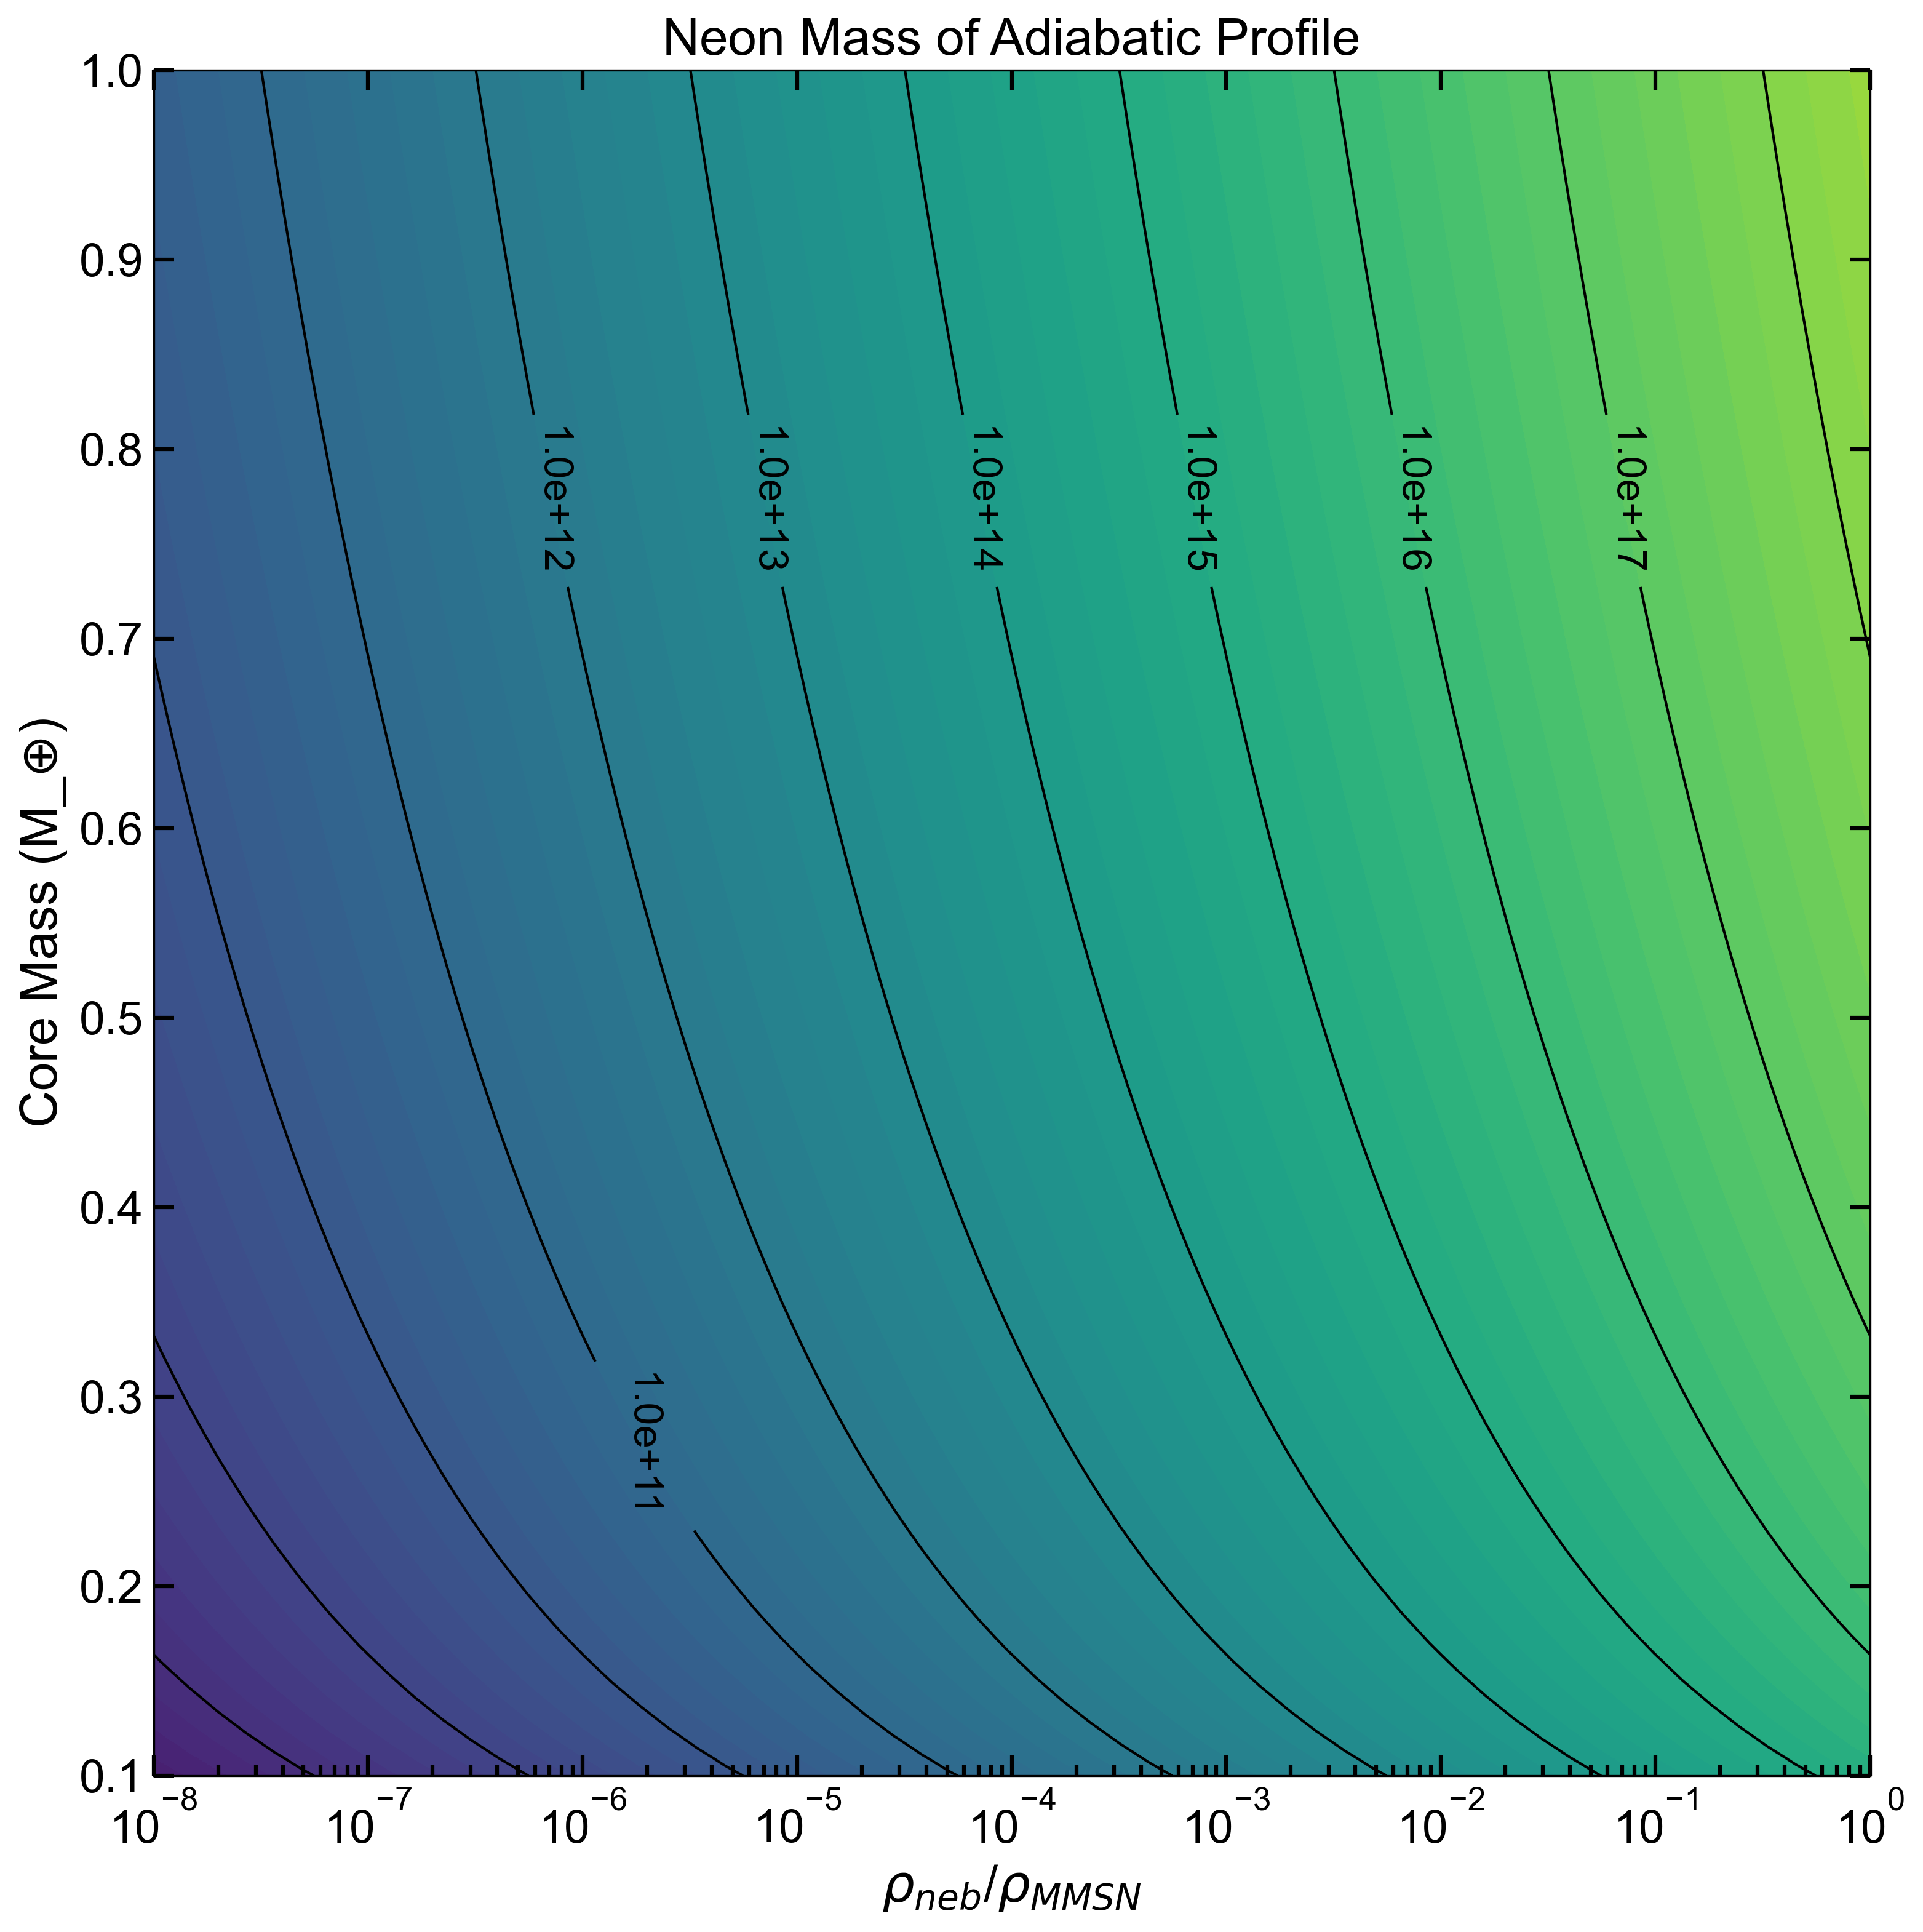 Neon Mass of Adiabatic Profile
Core Mass (M_⊕)
1.0
0.9
0.8
0.7
0.6
0.5
0.4
0.3
0.2
0.1
1.0e+12
1.0e+13
1.0e+14
1.0e+15
1.0e+16
1.0e+17
1.0e+11
10⁻⁸
10⁻⁷
10⁻⁶
10⁻⁵
10⁻⁴
10⁻³
10⁻²
10⁻¹
10⁰
ρneb/ρMMSN